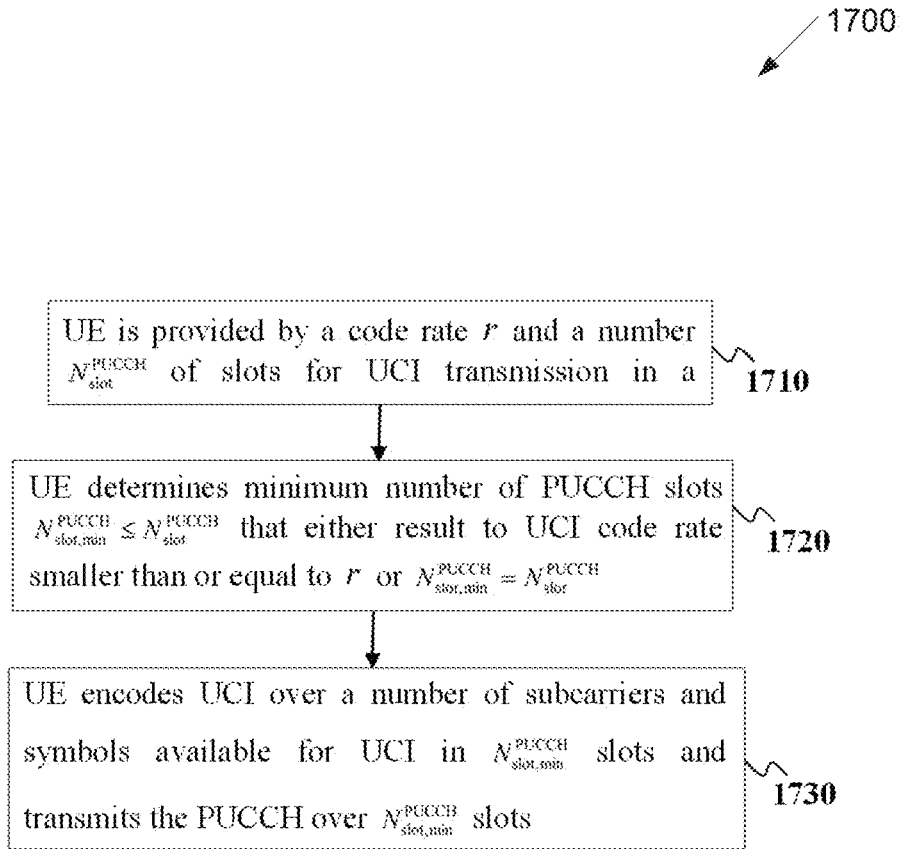 1700
UE is provided by a code rate r and a number
N_slot^PUCCH of slots for UCI transmission in a
1710
UE determines minimum number of PUCCH slots
N_slot,min^PUCCH ≤ N_slot^PUCCH that either result to UCI code rate
smaller than or equal to r or N_slot,min^PUCCH = N_slot^PUCCH
1720
UE encodes UCI over a number of subcarriers and
symbols available for UCI in N_slot,min^PUCCH slots and
transmits the PUCCH over N_slot,min^PUCCH slots
1730